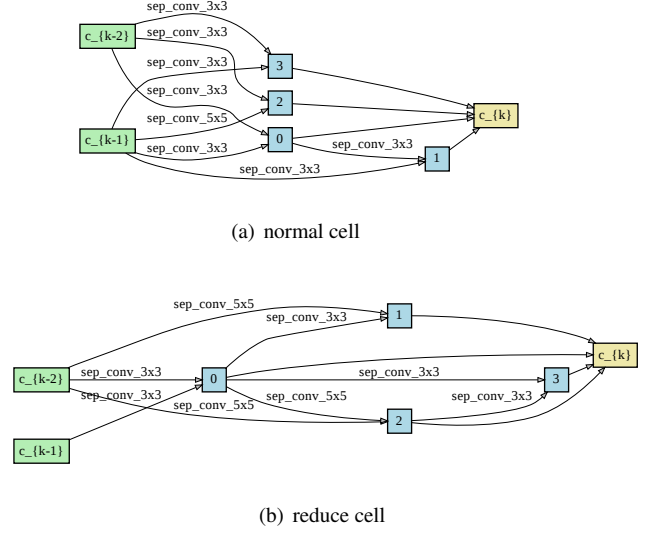 sep_conv_3x3
c_{k-2}
sep_conv_3x3
sep_conv_3x3
3
sep_conv_3x3
2
c_{k}
sep_conv_5x5
c_{k-1}
0
sep_conv_3x3
sep_conv_3x3
1
sep_conv_3x3
(a) normal cell
sep_conv_5x5
sep_conv_3x3
1
c_{k}
c_{k-2}
sep_conv_3x3
0
sep_conv_3x3
3
sep_conv_3x3
sep_conv_5x5
sep_conv_5x5
sep_conv_3x3
2
c_{k-1}
(b) reduce cell